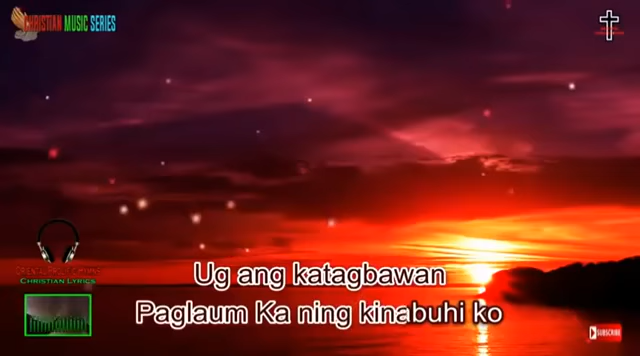 CHRISTIAN MUSIC SERIES
CHRISTIAN LYRICS
Ug ang katagbawan
Paglaum Ka ning kinabuhi ko
SUBSCRIBE